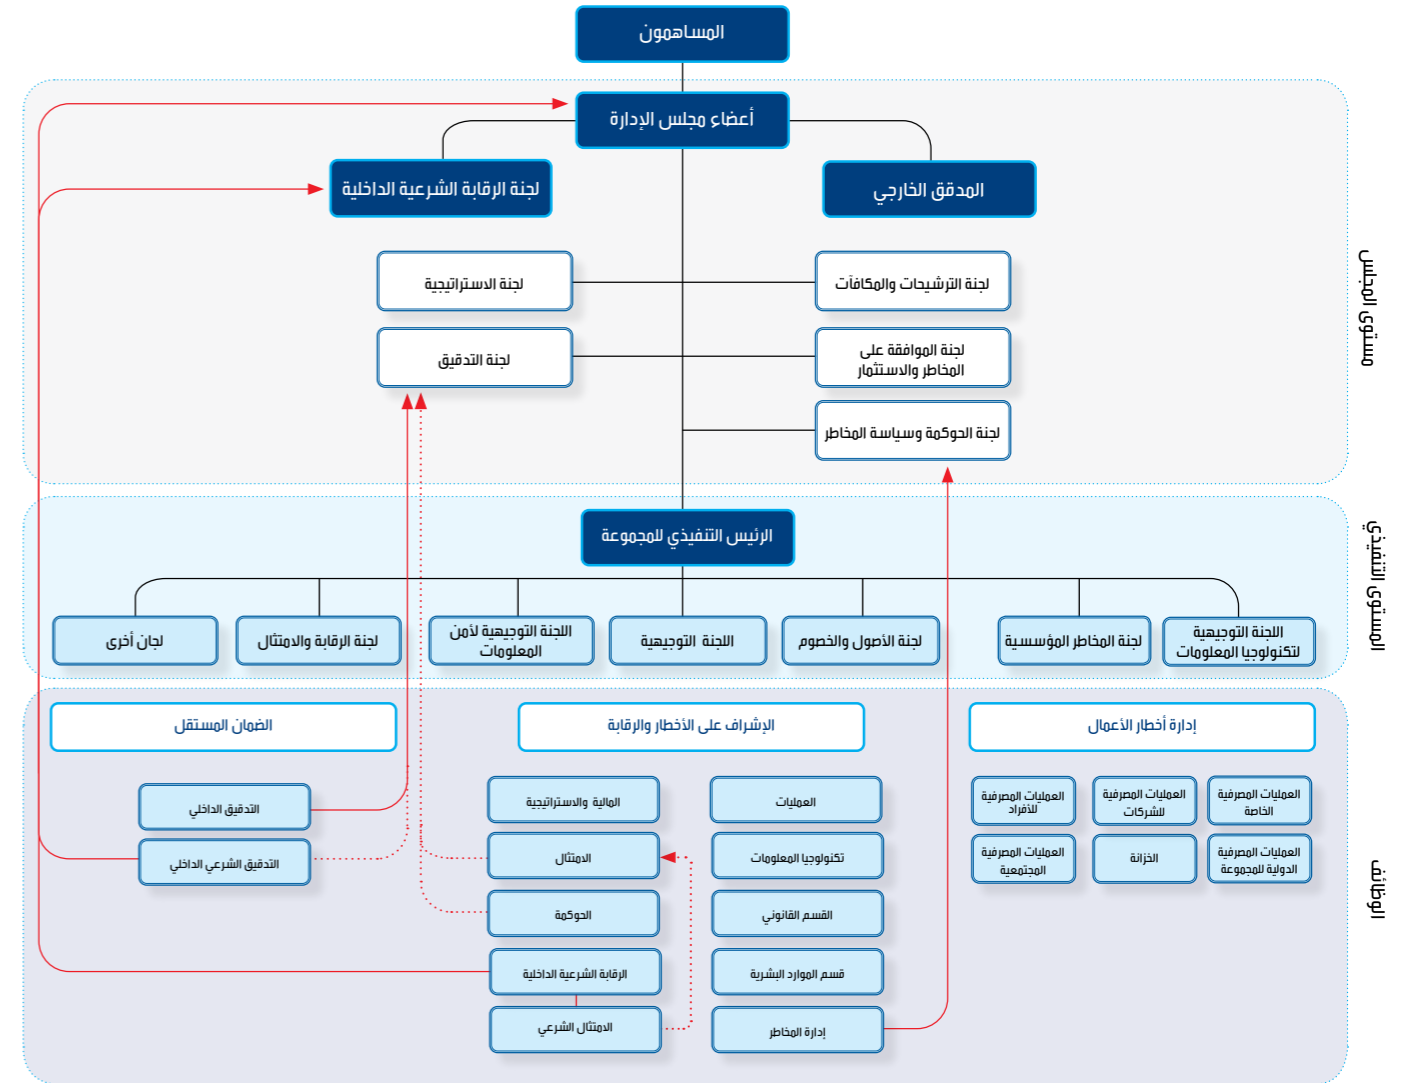 المساهمون
أعضاء مجلس الإدارة
المدقق الخارجي
لجنة الرقابة الشرعية الداخلية
لجنة الترشيحات والمكافآت
لجنة الاستراتيجية
لجنة الموافقة على
المخاطر والاستثمار
لجنة التدقيق
لجنة الحوكمة وسياسة المخاطر
مستوى المجلس
الرئيس التنفيذي للمجموعة
اللجنة التوجيهية
لتكنولوجيا المعلومات
لجنة المخاطر المؤسسية
لجنة الأصول والخصوم
اللجنة التوجيهية
اللجنة التوجيهية لأمن
المعلومات
لجنة الرقابة والامتثال
لجان أخرى
المستوى التنفيذي
إدارة أخطار الأعمال
الإشراف على الأخطار والرقابة
الضمان المستقل
العمليات المصرفية
الخاصة
العمليات المصرفية
للشركات
العمليات المصرفية
للأفراد
العمليات المصرفية
الدولية للمجموعة
الخزانة
العمليات المصرفية
المجتمعية
العمليات
المالية والاستراتيجية
تكنولوجيا المعلومات
الامتثال
القسم القانوني
الحوكمة
قسم الموارد البشرية
الرقابة الشرعية الداخلية
إدارة المخاطر
الامتثال الشرعي
التدقيق الداخلي
التدقيق الشرعي الداخلي
الوظائف